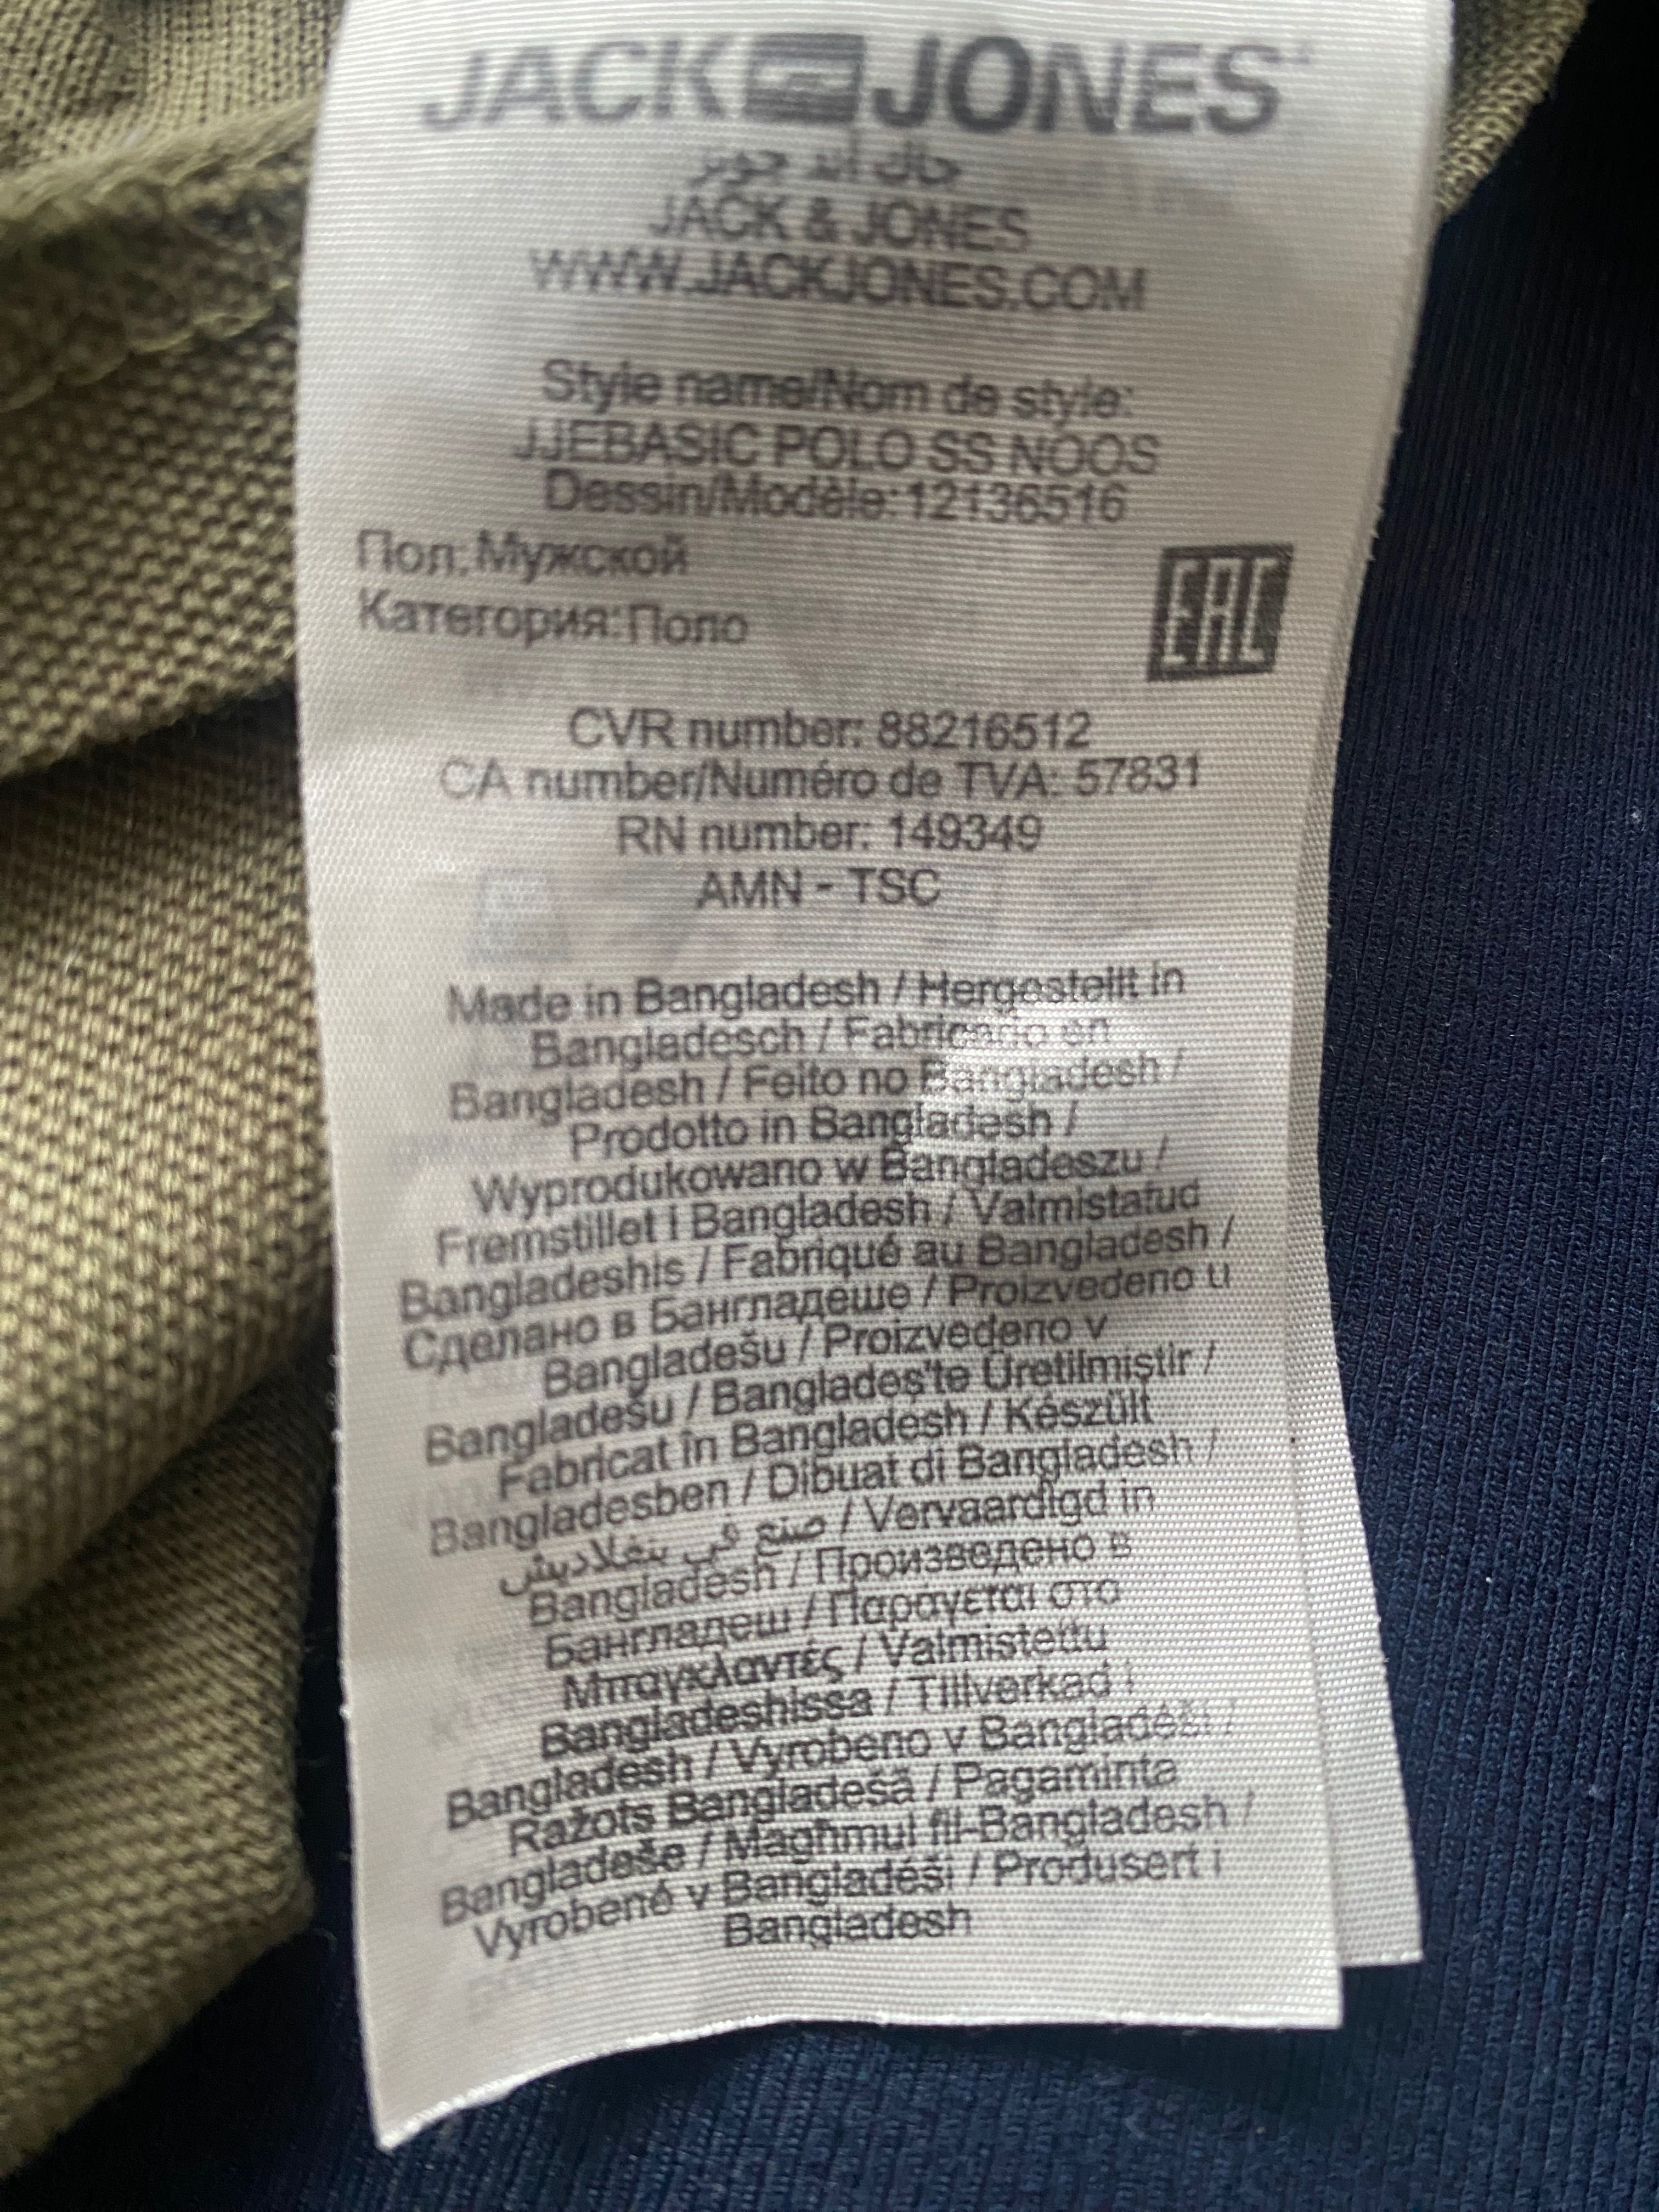 JACK JONES
جاك أند جونز
JACK & JONES
WWW.JACKJONES.COM
Style name/Nom de style:
JJEBASIC POLO SS NOOS
Dessin/Modèle:12136516
Пол:Мужской
Категория:Поло
EAC
CVR number: 88216512
CA number/Numéro de TVA: 57831
RN number: 149349
AMN - TSC
Made in Bangladesh / Hergestellt in
Bangladesch / Fabricado en
Bangladesh / Feito no Bangladesh /
Prodotto in Bangladesh /
Wyprodukowano w Bangladeszu /
Fremstillet i Bangladesh / Valmistatud
Bangladeshis / Fabriqué au Bangladesh /
Сделано в Бангладеше / Proizvedeno u
Bangladešu / Proizvedeno v
Bangladešu / Bangladeş'te Üretilmiştir /
Fabricat în Bangladesh / Készült
Bangladesben / Dibuat di Bangladesh /
صنع في بنغلاديش / Vervaardigd in
Bangladesh / Произведено в
Бангладеш / Παράγεται στο
Μπαγκλαντές / Valmistettu
Bangladeshissa / Tillverkad i
Bangladesh / Vyrobeno v Bangladéši /
Ražots Bangladešā / Pagaminta
Bangladeše / Magħmul fil-Bangladesh /
Vyrobené v Bangladéši / Produsert i
Bangladesh